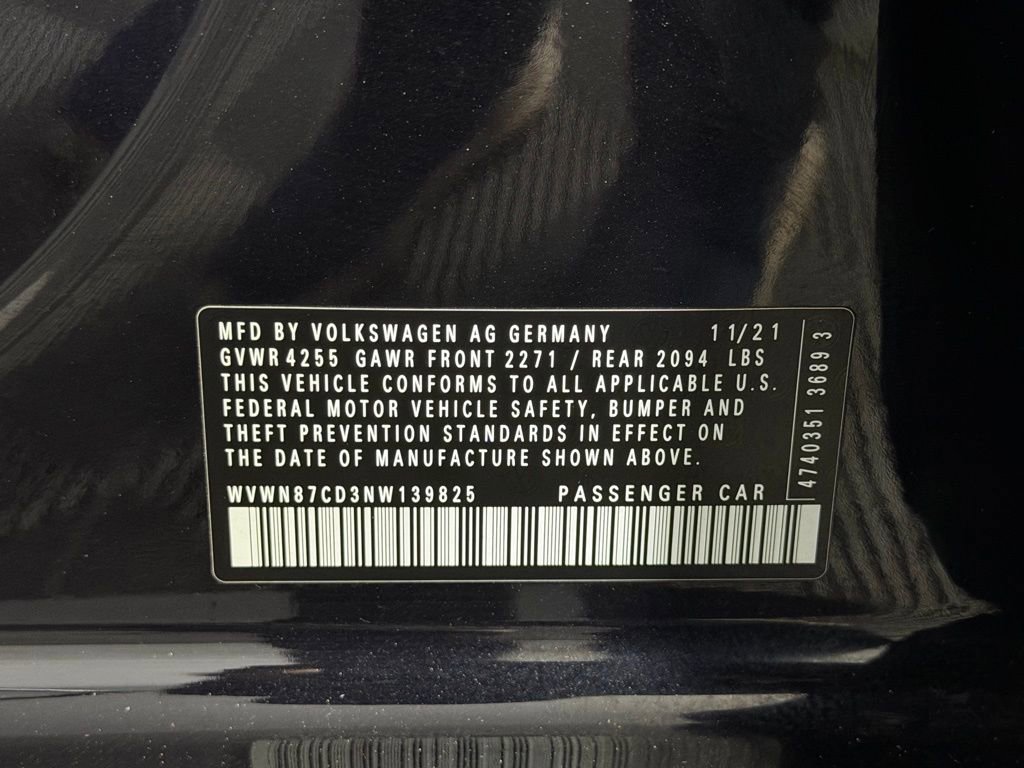 MFD BY VOLKSWAGEN AG GERMANY 11/21
GVWR 4255 GAWR FRONT 2271 / REAR 2094 LBS
THIS VEHICLE CONFORMS TO ALL APPLICABLE U.S.
FEDERAL MOTOR VEHICLE SAFETY, BUMPER AND
THEFT PREVENTION STANDARDS IN EFFECT ON
THE DATE OF MANUFACTURE SHOWN ABOVE.
WVWN87CD3NW139825 PASSENGER CAR
4740351 3689 3